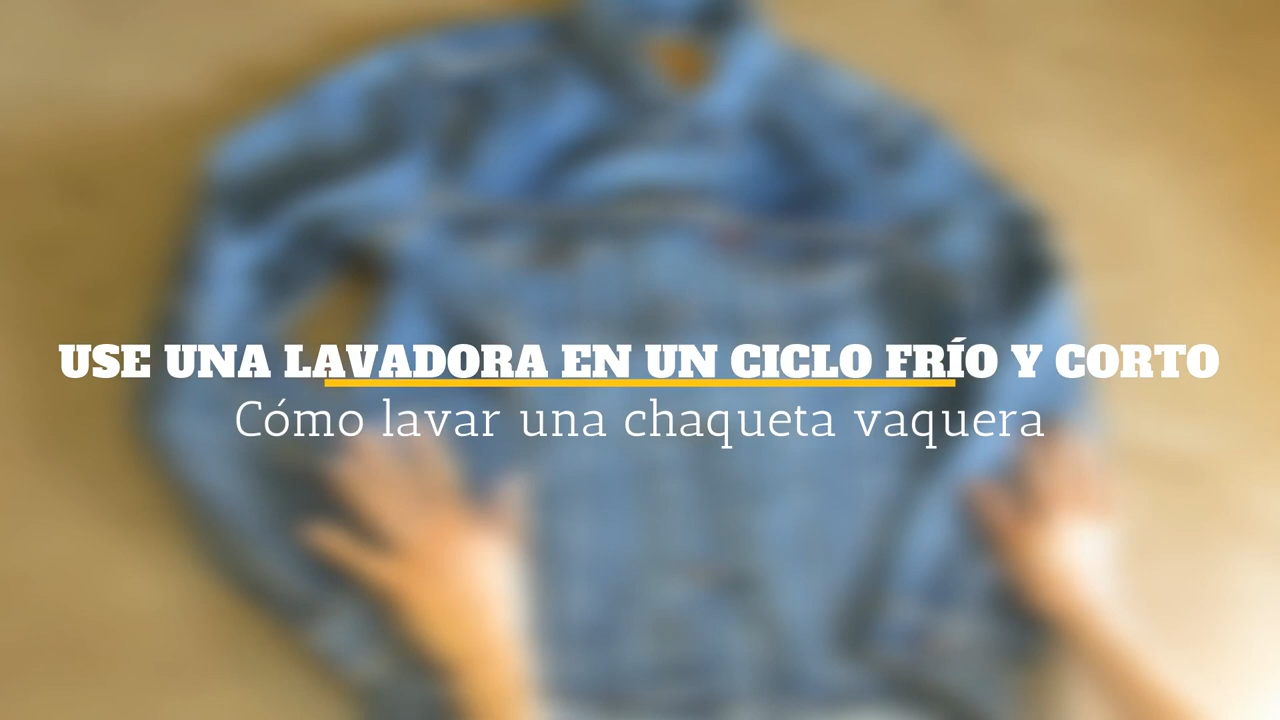 USE UNA LAVADORA EN UN CICLO FRÍO Y CORTO
Cómo lavar una chaqueta vaquera